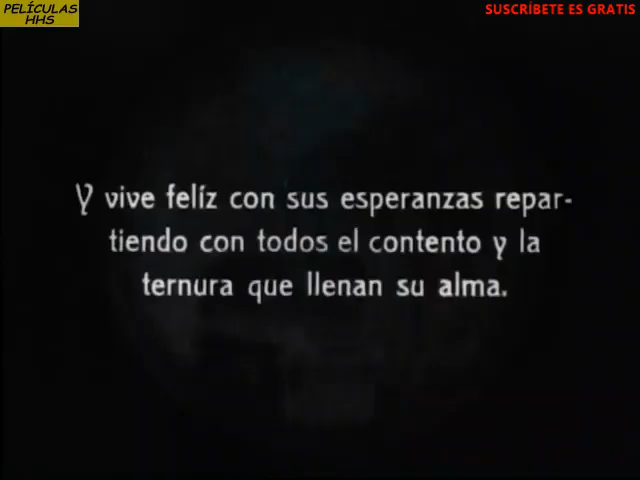 PELÍCULAS
HHS
SUSCRÍBETE ES GRATIS
Y vive felíz con sus esperanzas repar-
tiendo con todos el contento y la
ternura que llenan su alma.